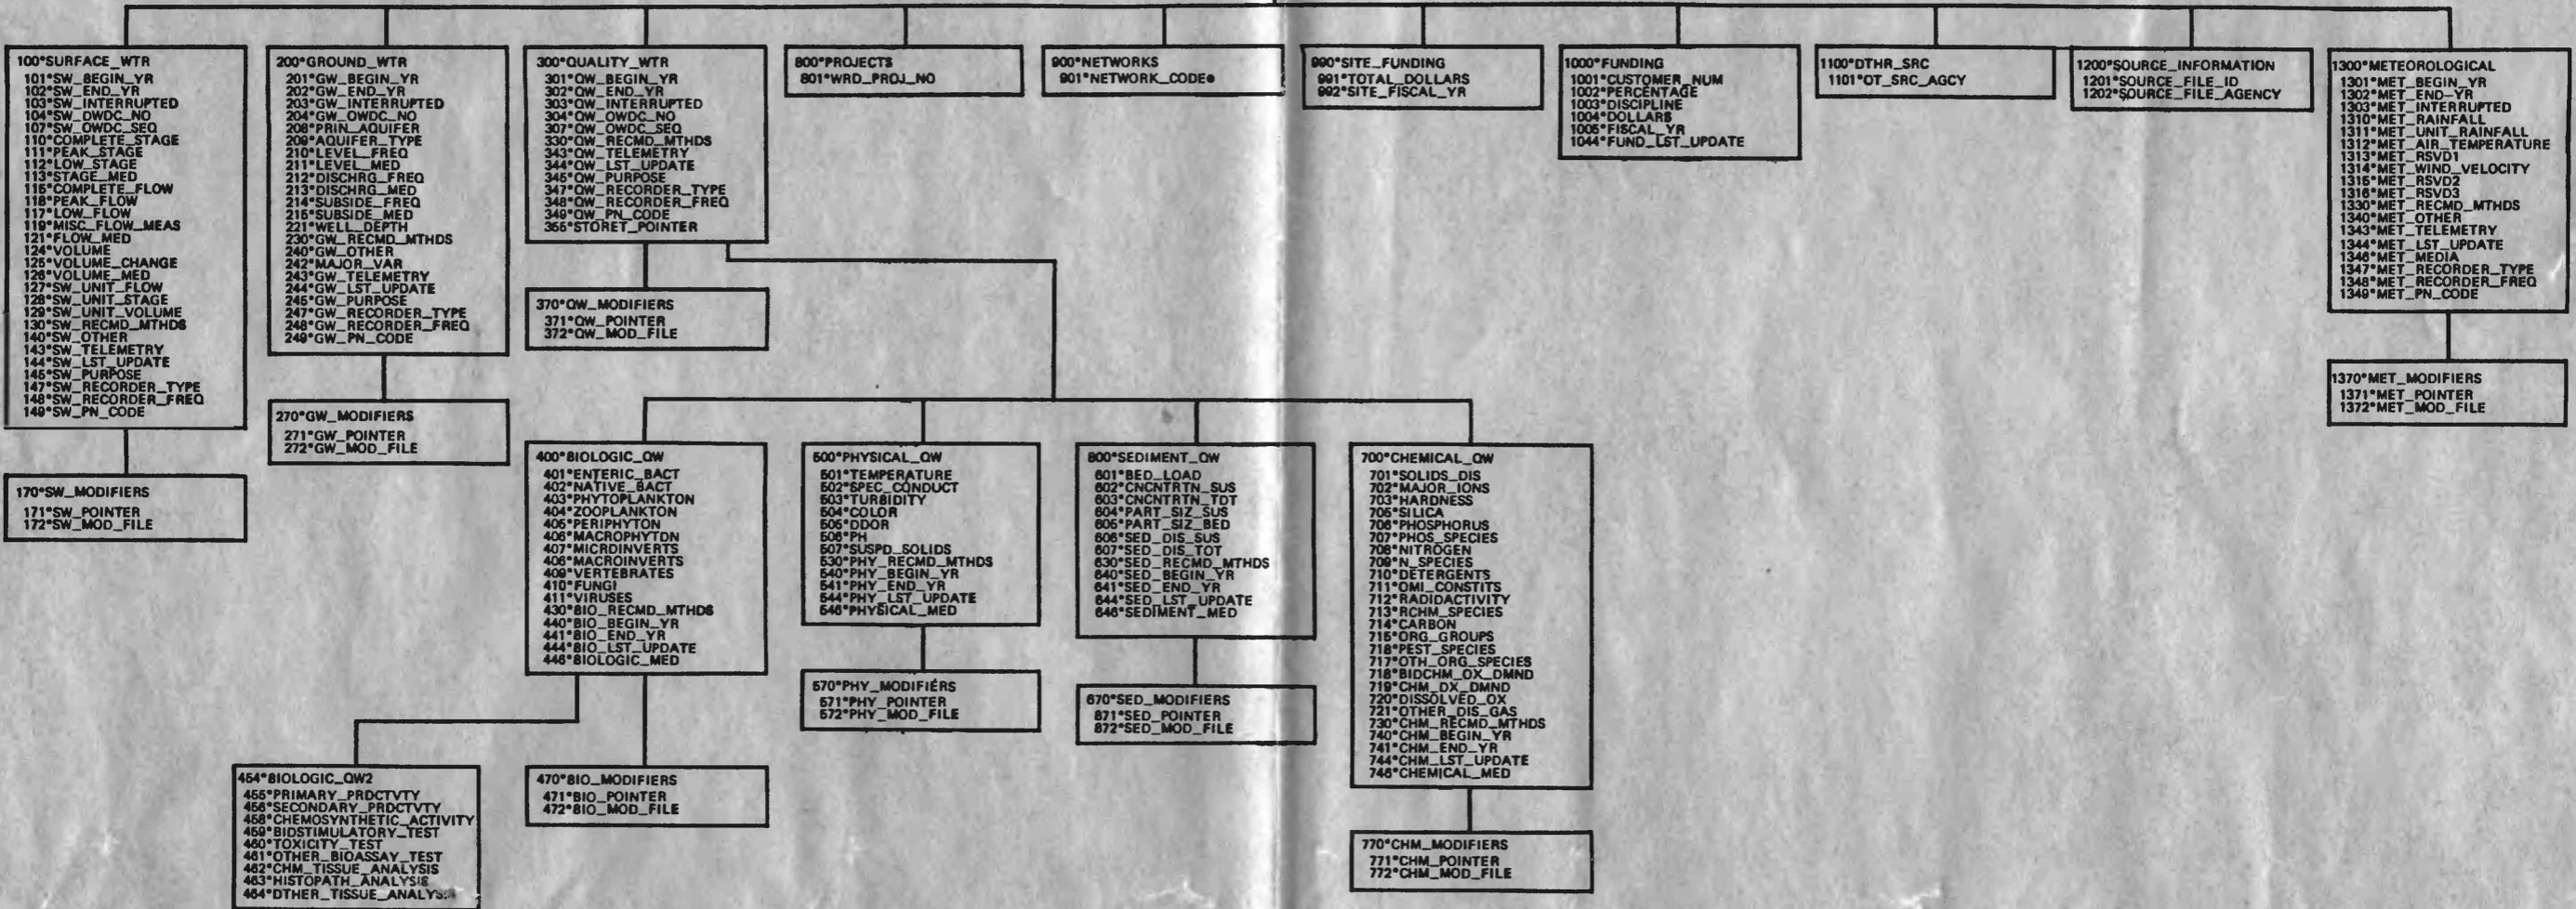 100*SURFACE_WTR
101*SW_BEGIN_YR
102*SW_END_YR
103*SW_INTERRUPTED
104*SW_OWDC_NO
107*SW_OWDC_SEQ
110*COMPLETE_STAGE
111*PEAK_STAGE
112*LOW_STAGE
113*STAGE_MED
115*COMPLETE_FLOW
118*PEAK_FLOW
117*LOW_FLOW
119*MISC_FLOW_MEAS
121*FLOW_MED
124*VOLUME
125*VOLUME_CHANGE
126*VOLUME_MED
127*SW_UNIT_FLOW
128*SW_UNIT_STAGE
129*SW_UNIT_VOLUME
130*SW_RECMD_MTHDS
140*SW_OTHER
143*SW_TELEMETRY
144*SW_LST_UPDATE
145*SW_PURPOSE
147*SW_RECORDER_TYPE
148*SW_RECORDER_FREQ
149*SW_PN_CODE
170*SW_MODIFIERS
171*SW_POINTER
172*SW_MOD_FILE
200*GROUND_WTR
201*GW_BEGIN_YR
202*GW_END_YR
203*GW_INTERRUPTED
204*GW_OWDC_NO
208*PRIN_AQUIFER
209*AQUIFER_TYPE
210*LEVEL_FREQ
211*LEVEL_MED
212*DISCHRG_FREQ
213*DISCHRG_MED
214*SUBSIDE_FREQ
215*SUBSIDE_MED
221*WELL_DEPTH
230*GW_RECMD_MTHDS
240*GW_OTHER
242*MAJOR_VAR
243*GW_TELEMETRY
244*GW_LST_UPDATE
245*GW_PURPOSE
247*GW_RECORDER_TYPE
248*GW_RECORDER_FREQ
249*GW_PN_CODE
270*GW_MODIFIERS
271*GW_POINTER
272*GW_MOD_FILE
300*QUALITY_WTR
301*QW_BEGIN_YR
302*QW_END_YR
303*QW_INTERRUPTED
304*QW_OWDC_NO
307*QW_OWDC_SEQ
330*QW_RECMD_MTHDS
343*QW_TELEMETRY
344*QW_LST_UPDATE
345*QW_PURPOSE
347*QW_RECORDER_TYPE
348*QW_RECORDER_FREQ
349*QW_PN_CODE
355*STORET_POINTER
370*QW_MODIFIERS
371*QW_POINTER
372*QW_MOD_FILE
800*PROJECTS
801*WRD_PROJ_NO
900*NETWORKS
901*NETWORK_CODE●
990*SITE_FUNDING
991*TOTAL_DOLLARS
992*SITE_FISCAL_YR
1000*FUNDING
1001*CUSTOMER_NUM
1002*PERCENTAGE
1003*DISCIPLINE
1004*DOLLARS
1005*FISCAL_YR
1044*FUND_LST_UPDATE
1100*DTHR_SRC
1101*OT_SRC_AGCY
1200*SOURCE_INFORMATION
1201*SOURCE_FILE_ID
1202*SOURCE_FILE_AGENCY
1300*METEOROLOGICAL
1301*MET_BEGIN_YR
1302*MET_END-YR
1303*MET_INTERRUPTED
1310*MET_RAINFALL
1311*MET_UNIT_RAINFALL
1312*MET_AIR_TEMPERATURE
1313*MET_RSVD1
1314*MET_WIND_VELOCITY
1315*MET_RSVD2
1316*MET_RSVD3
1330*MET_RECMD_MTHDS
1340*MET_OTHER
1343*MET_TELEMETRY
1344*MET_LST_UPDATE
1346*MET_MEDIA
1347*MET_RECORDER_TYPE
1348*MET_RECORDER_FREQ
1349*MET_PN_CODE
1370*MET_MODIFIERS
1371*MET_POINTER
1372*MET_MOD_FILE
400*BIOLOGIC_QW
401*ENTERIC_BACT
402*NATIVE_BACT
403*PHYTOPLANKTON
404*ZOOPLANKTON
405*PERIPHYTON
406*MACROPHYTDN
407*MICRDINVERTS
408*MACROINVERTS
409*VERTEBRATES
410*FUNGI
411*VIRUSES
430*BIO_RECMD_MTHDS
440*BIO_BEGIN_YR
441*BIO_END_YR
444*BIO_LST_UPDATE
446*BIOLOGIC_MED
454*BIOLOGIC_QW2
455*PRIMARY_PRDCTVTY
456*SECONDARY_PRDCTVTY
458*CHEMOSYNTHETIC_ACTIVITY
459*BIDSTIMULATORY_TEST
460*TOXICITY_TEST
461*OTHER_BIOASSAY_TEST
462*CHM_TISSUE_ANALYSIS
463*HISTOPATH_ANALYSIS
464*DTHER_TISSUE_ANALYSIS
470*BIO_MODIFIERS
471*BIO_POINTER
472*BIO_MOD_FILE
500*PHYSICAL_QW
501*TEMPERATURE
502*SPEC_CONDUCT
503*TURBIDITY
504*COLOR
505*DDOR
506*PH
507*SUSPD_SOLIDS
530*PHY_RECMD_MTHDS
540*PHY_BEGIN_YR
541*PHY_END_YR
544*PHY_LST_UPDATE
546*PHYSICAL_MED
570*PHY_MODIFIERS
571*PHY_POINTER
572*PHY_MOD_FILE
600*SEDIMENT_QW
601*BED_LOAD
602*CNCNTRTN_SUS
603*CNCNTRTN_TDT
604*PART_SIZ_SUS
605*PART_SIZ_BED
606*SED_DIS_SUS
607*SED_DIS_TOT
630*SED_RECMD_MTHDS
640*SED_BEGIN_YR
641*SED_END_YR
644*SED_LST_UPDATE
646*SEDIMENT_MED
670*SED_MODIFIERS
671*SED_POINTER
672*SED_MOD_FILE
700*CHEMICAL_QW
701*SOLIDS_DIS
702*MAJOR_IONS
703*HARDNESS
705*SILICA
706*PHOSPHORUS
707*PHOS_SPECIES
708*NITROGEN
709*N_SPECIES
710*DETERGENTS
711*OMI_CONSTITS
712*RADIDACTIVITY
713*RCHM_SPECIES
714*CARBON
715*ORG_GROUPS
716*PEST_SPECIES
717*OTH_ORG_SPECIES
718*BIDCHM_OX_DMND
719*CHM_DX_DMND
720*DISSOLVED_OX
721*OTHER_DIS_GAS
730*CHM_RECMD_MTHDS
740*CHM_BEGIN_YR
741*CHM_END_YR
744*CHM_LST_UPDATE
746*CHEMICAL_MED
770*CHM_MODIFIERS
771*CHM_POINTER
772*CHM_MOD_FILE